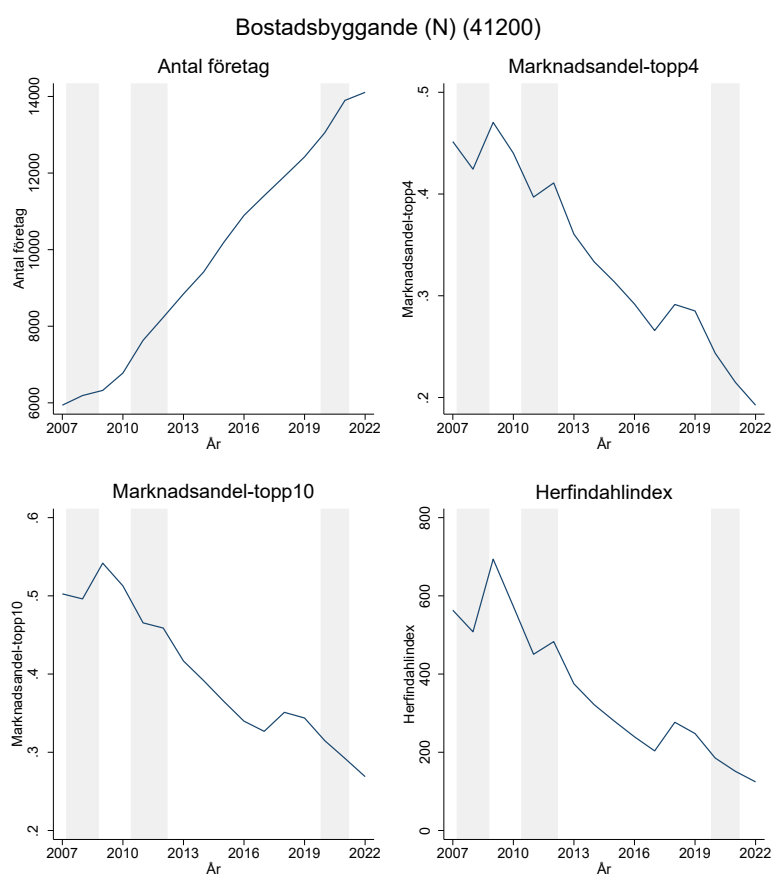 Bostadsbyggande (N) (41200)
Antal företag
Antal företag
14000
12000
10000
8000
6000
2007 2010 2013 2016 2019 2022
År
Marknadsandel-topp4
Marknadsandel-topp4
.5
.4
.3
.2
2007 2010 2013 2016 2019 2022
År
Marknadsandel-topp10
Marknadsandel-topp10
.6
.5
.4
.3
.2
2007 2010 2013 2016 2019 2022
År
Herfindahlindex
Herfindahlindex
800
600
400
200
0
2007 2010 2013 2016 2019 2022
År